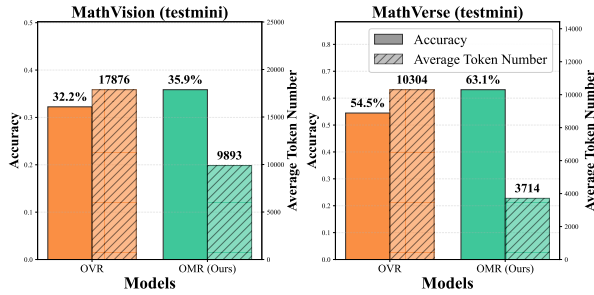 MathVision (testmini)
0.5
0.4
0.3
0.2
0.1
0.0
Accuracy
32.2%
17876
35.9%
9893
25000
20000
15000
10000
5000
0
Average Token Number
OVR
OMR (Ours)
Models
MathVerse (testmini)
Accuracy
Average Token Number
0.8
0.7
0.6
0.5
0.4
0.3
0.2
0.1
0.0
Accuracy
54.5%
10304
63.1%
3714
14000
12000
10000
8000
6000
4000
2000
0
Average Token Number
OVR
OMR (Ours)
Models